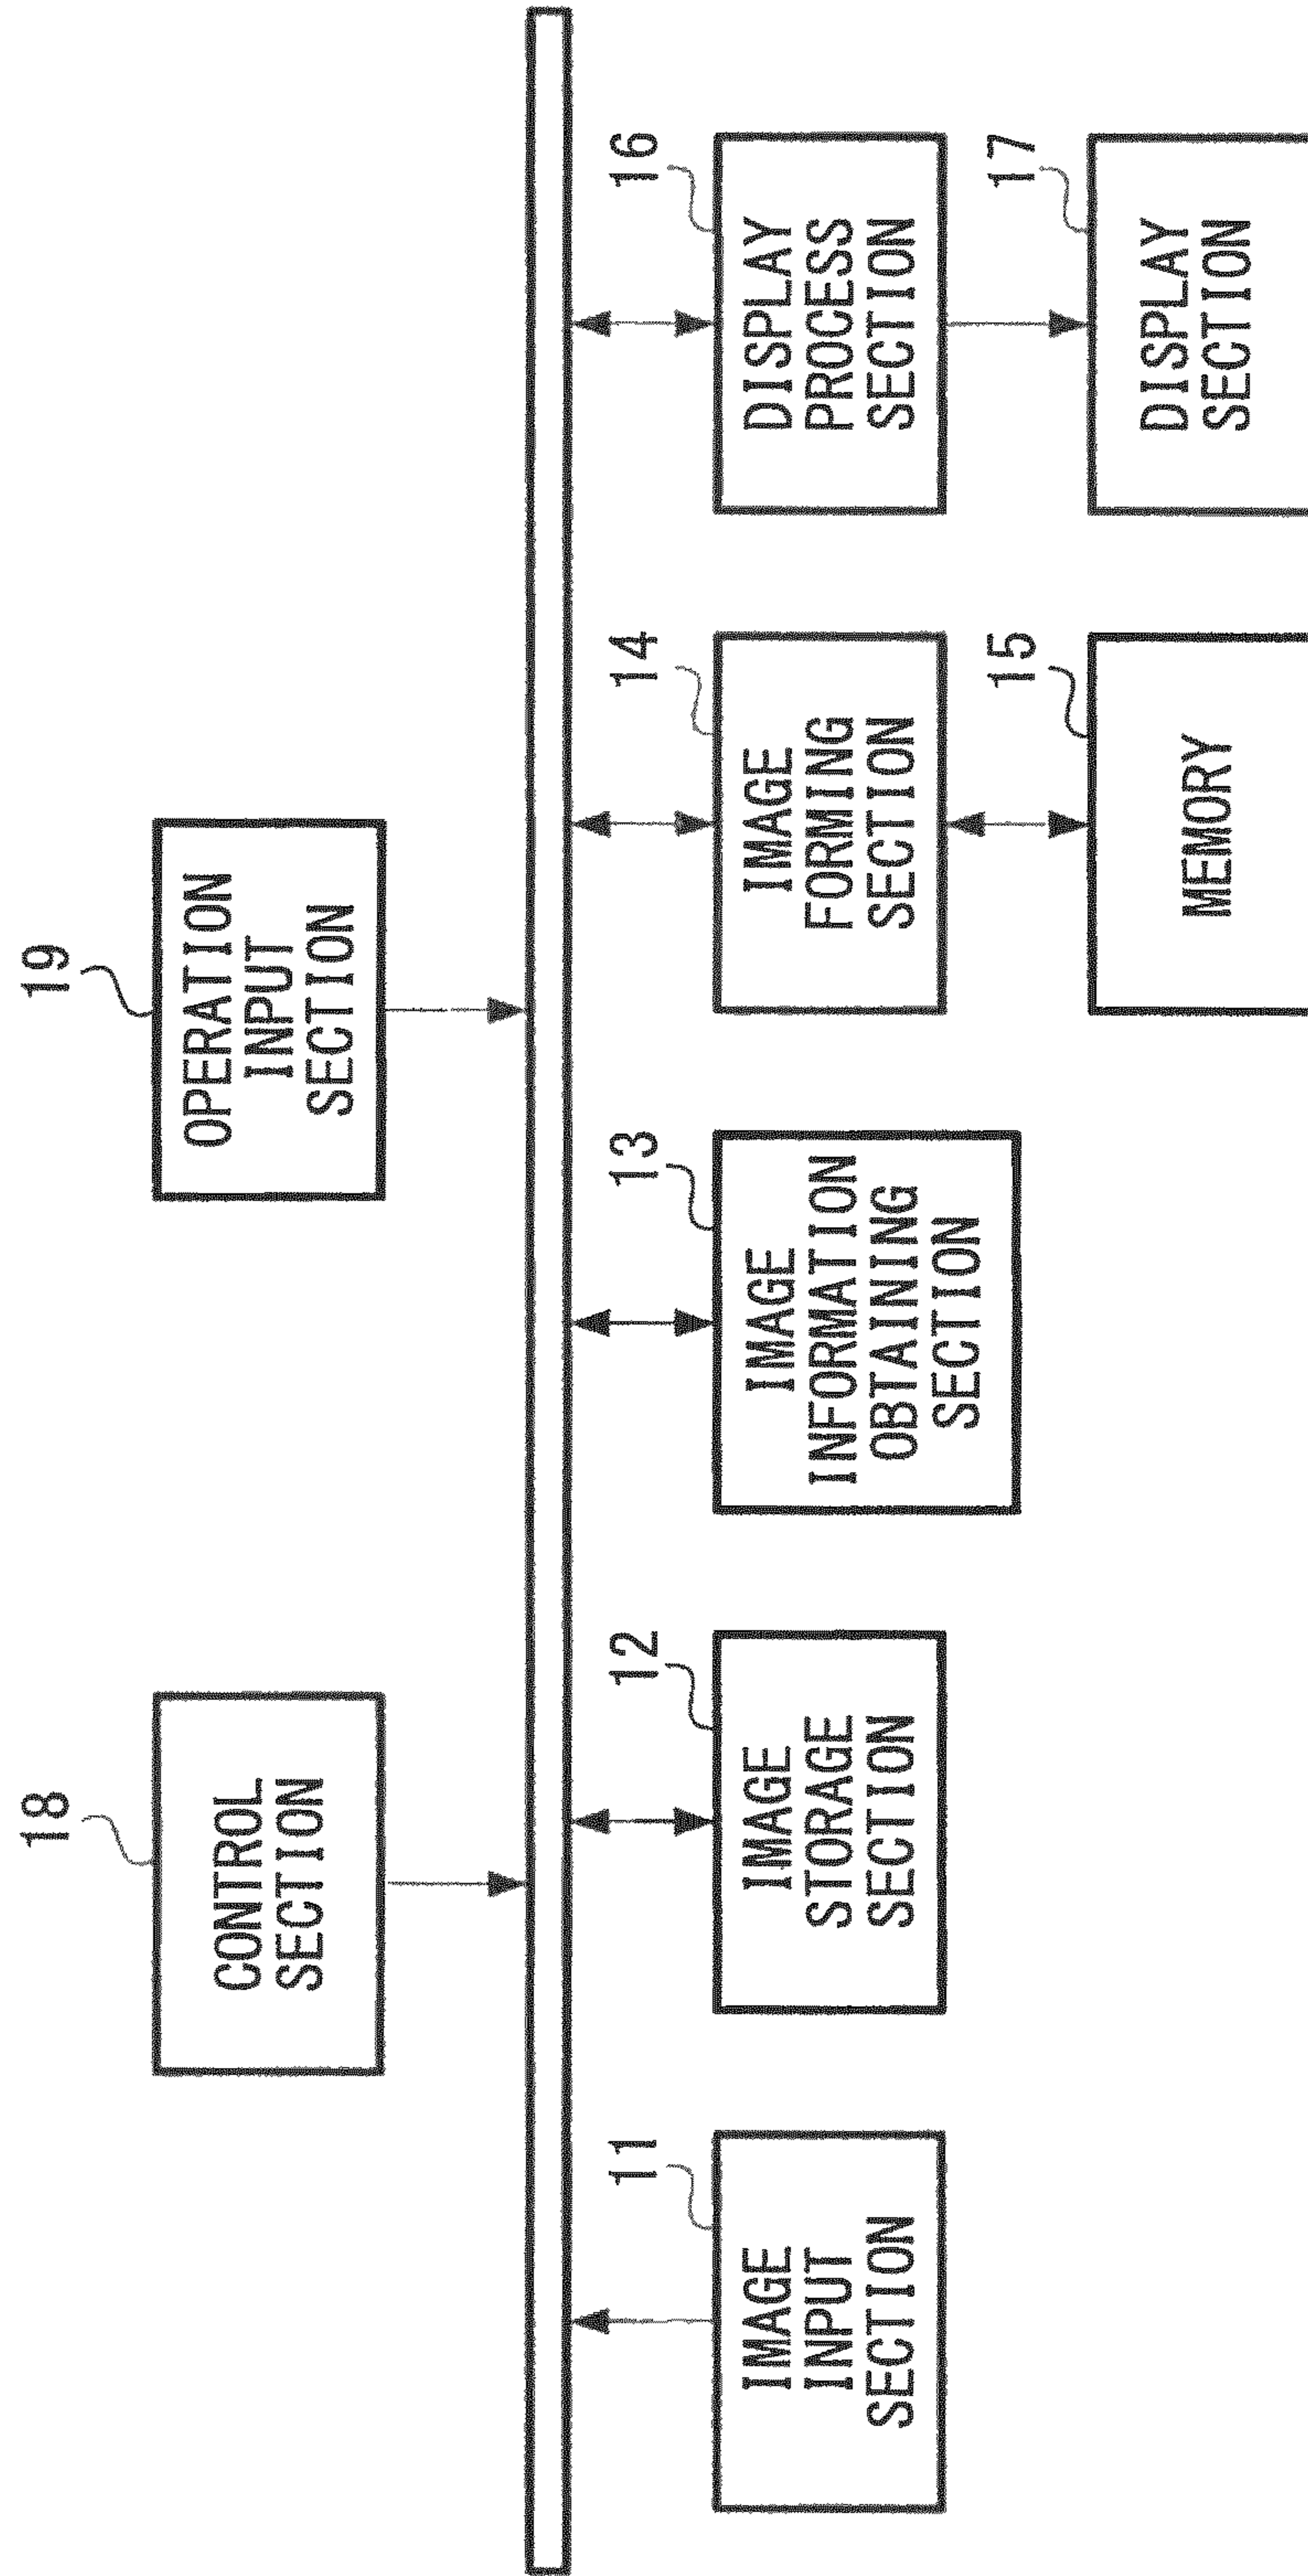 18
CONTROL
SECTION
19
OPERATION
INPUT
SECTION
11
IMAGE
INPUT
SECTION
12
IMAGE
STORAGE
SECTION
13
IMAGE
INFORMATION
OBTAINING
SECTION
14
IMAGE
FORMING
SECTION
16
DISPLAY
PROCESS
SECTION
15
MEMORY
17
DISPLAY
SECTION